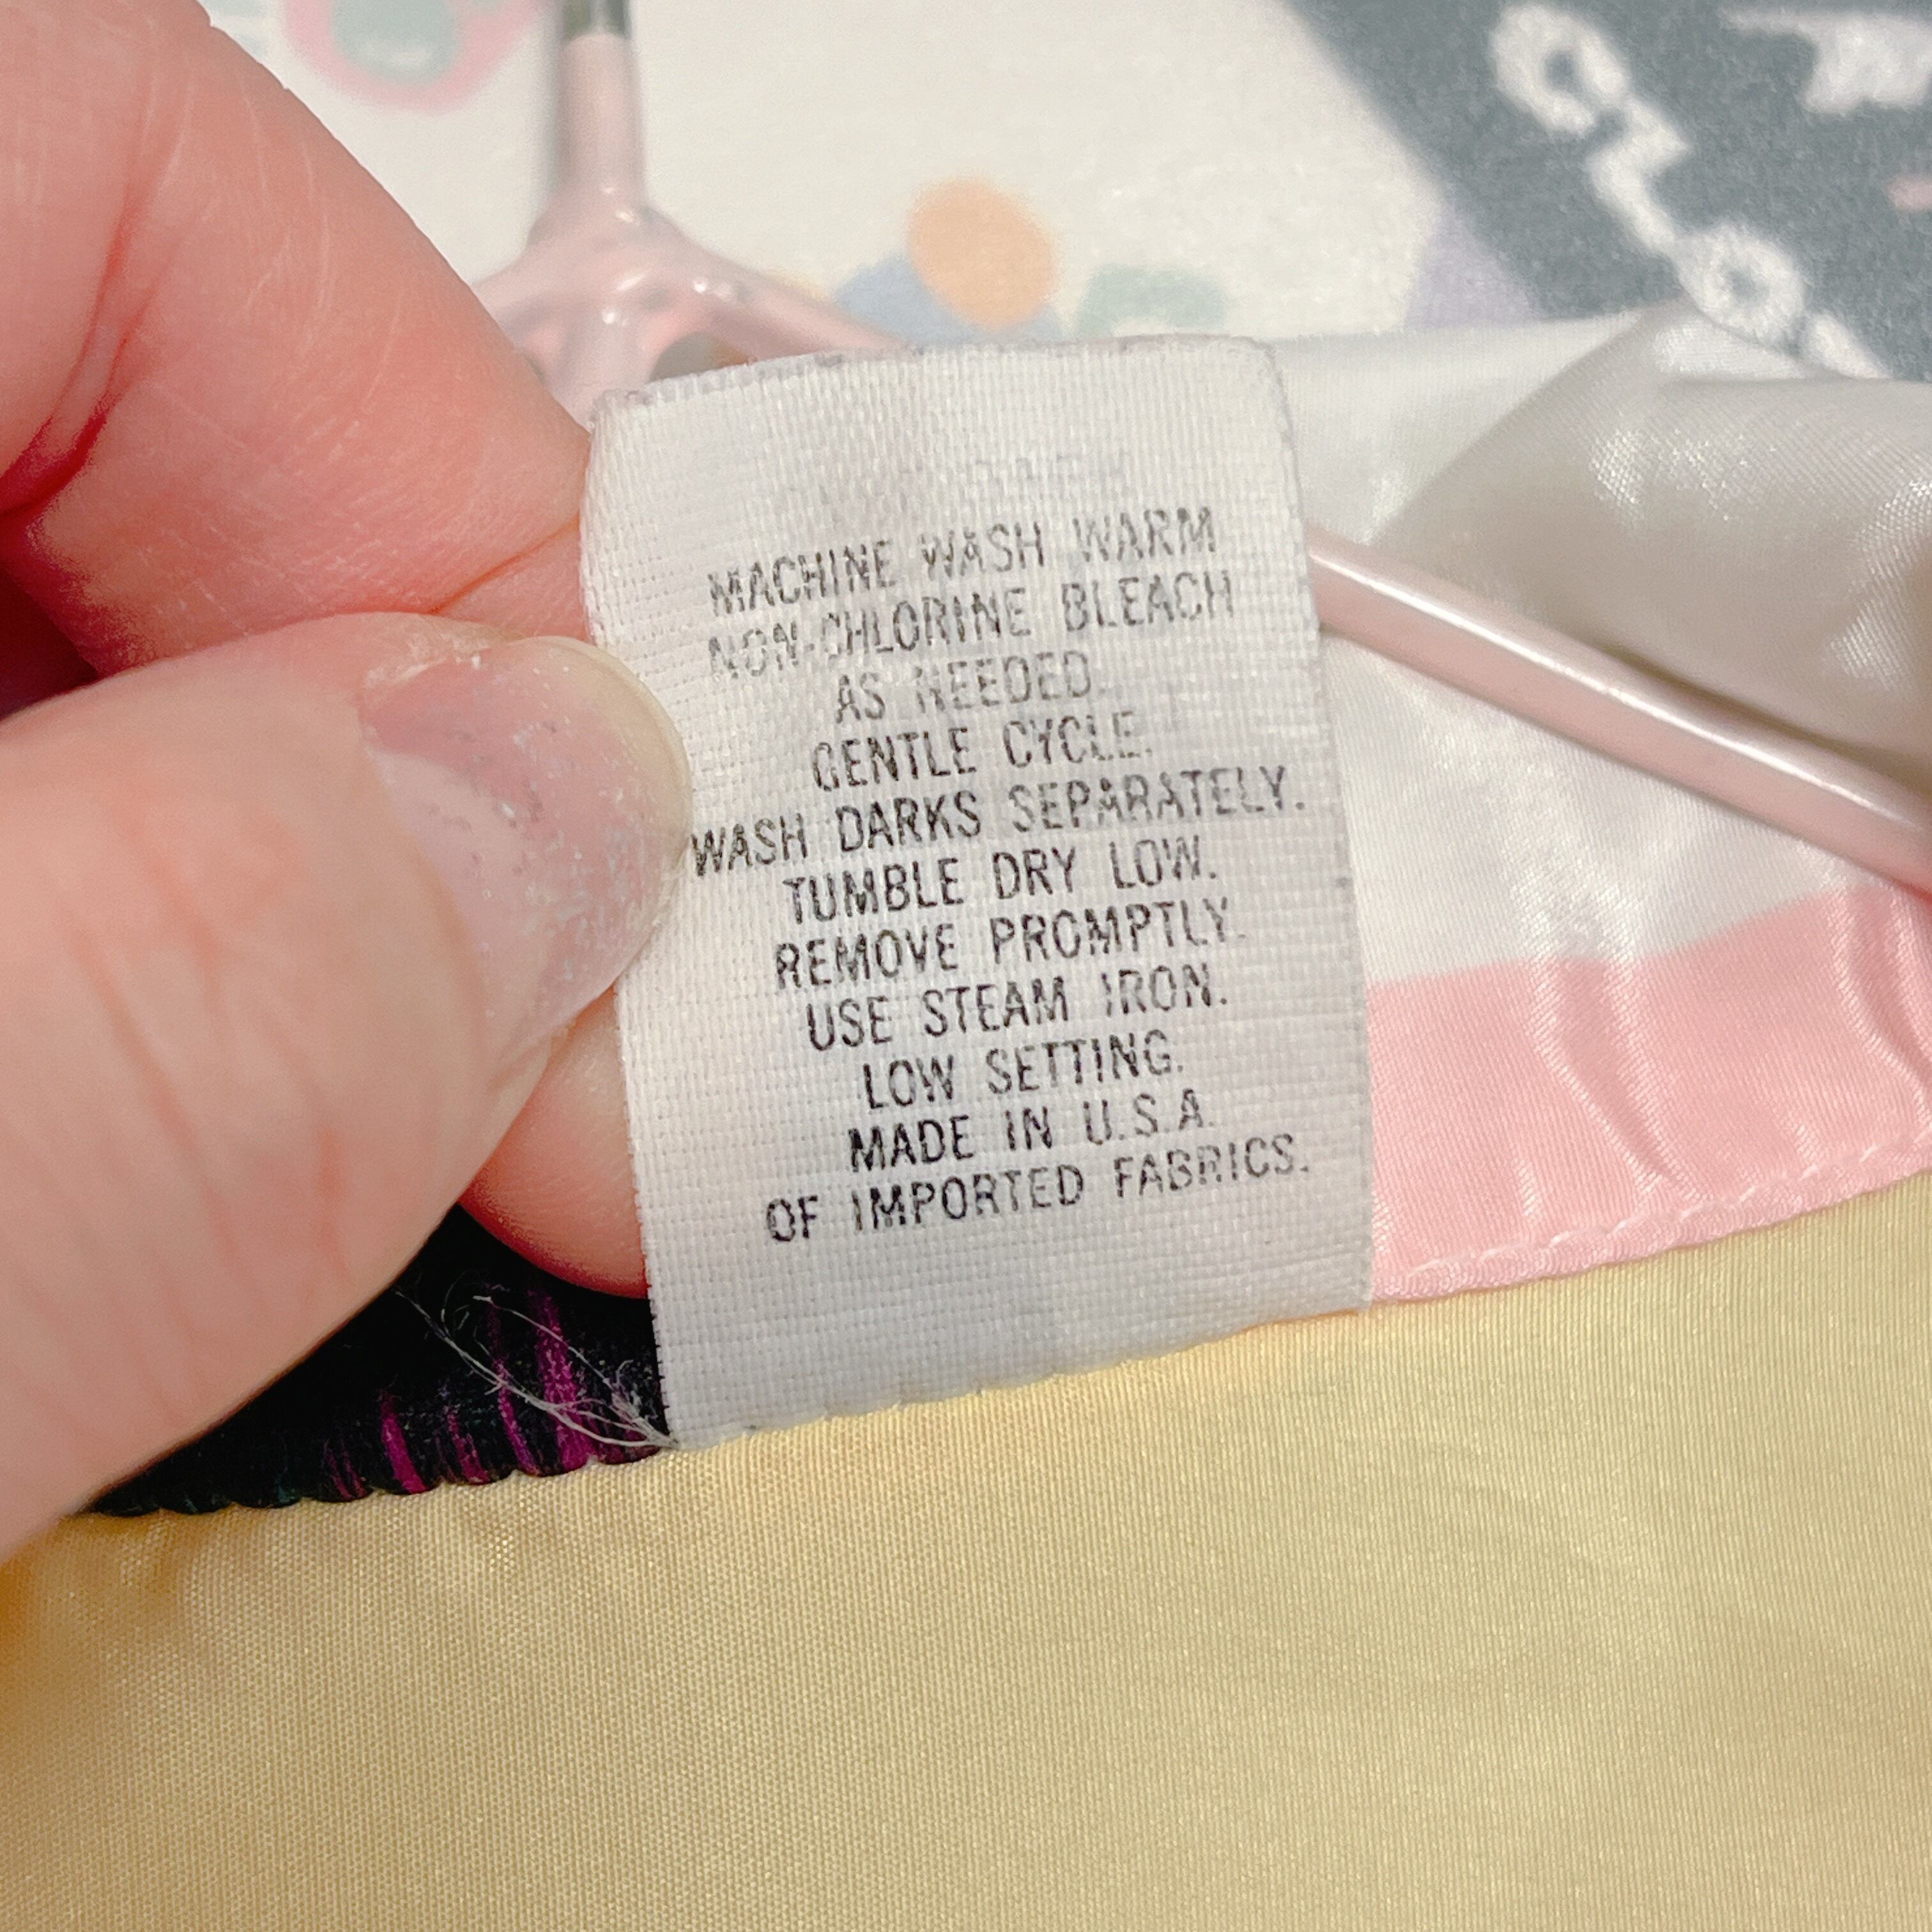 MACHINE WASH WARM
NON-CHLORINE BLEACH
AS NEEDED.
GENTLE CYCLE.
WASH DARKS SEPARATELY.
TUMBLE DRY LOW.
REMOVE PROMPTLY.
USE STEAM IRON.
LOW SETTING.
MADE IN U.S.A.
OF IMPORTED FABRICS.